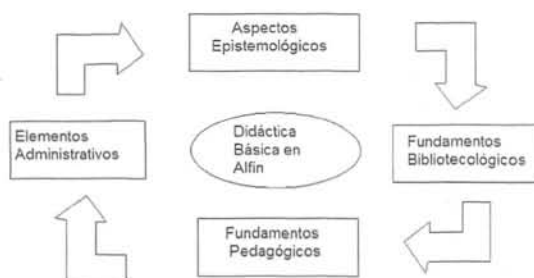 Aspectos
Epistemológicos
Elementos
Administrativos
Didáctica
Básica en
Alfin
Fundamentos
Bibliotecológicos
Fundamentos
Pedagógicos